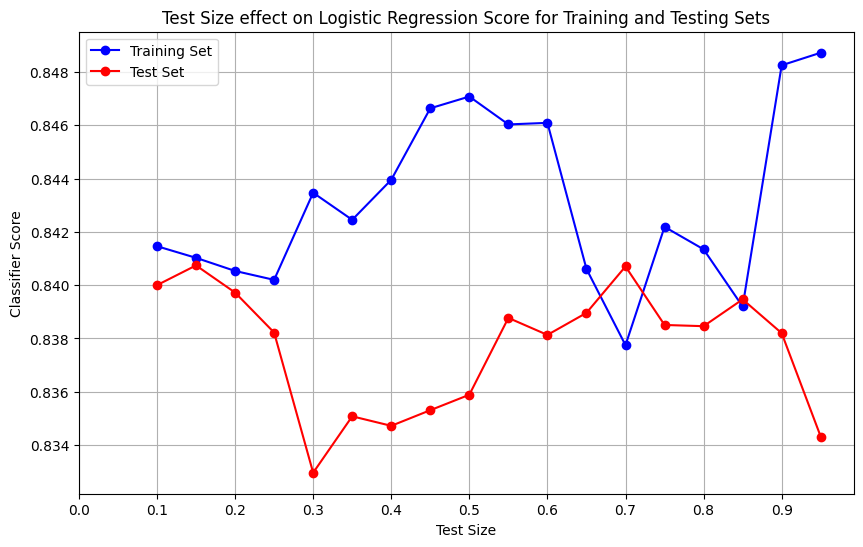 Test Size effect on Logistic Regression Score for Training and Testing Sets
Training Set
Test Set
Classifier Score
0.848
0.846
0.844
0.842
0.840
0.838
0.836
0.834
0.0 0.1 0.2 0.3 0.4 0.5 0.6 0.7 0.8 0.9
Test Size